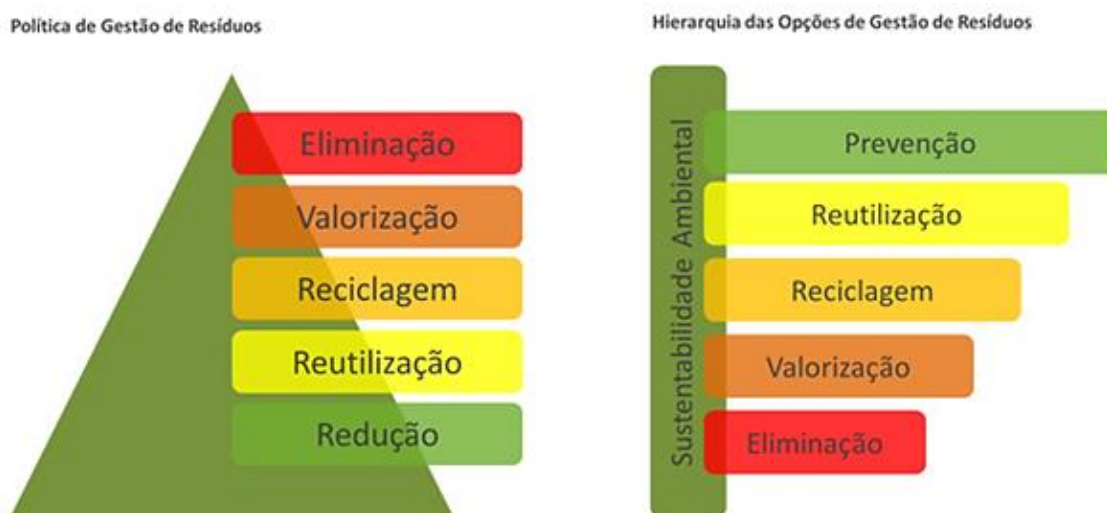 Política de Gestão de Resíduos
Eliminação
Valorização
Reciclagem
Reutilização
Redução
Hierarquia das Opções de Gestão de Resíduos
Sustentabilidade Ambiental
Prevenção
Reutilização
Reciclagem
Valorização
Eliminação